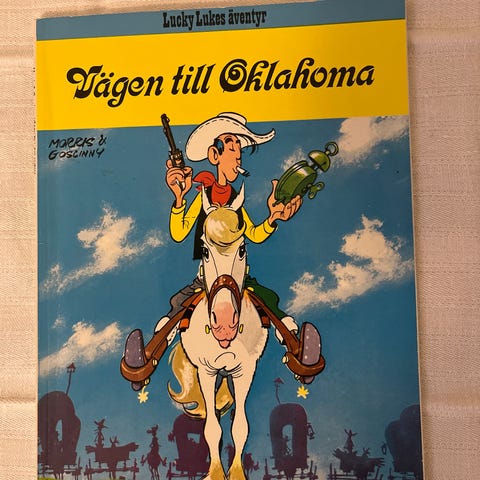 Lucky Lukes äventyr
Vägen till Oklahoma
MORRIS &
GOSCINNY